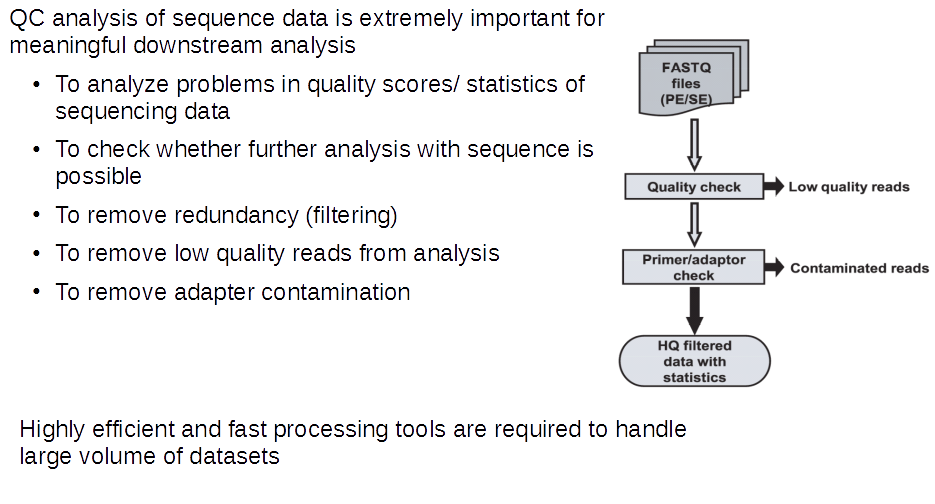 QC analysis of sequence data is extremely important for
meaningful downstream analysis
• To analyze problems in quality scores/ statistics of
sequencing data
• To check whether further analysis with sequence is
possible
• To remove redundancy (filtering)
• To remove low quality reads from analysis
• To remove adapter contamination
FASTQ
files
(PE/SE)
Quality check
Low quality reads
Primer/adaptor
check
Contaminated reads
HQ filtered
data with
statistics
Highly efficient and fast processing tools are required to handle
large volume of datasets